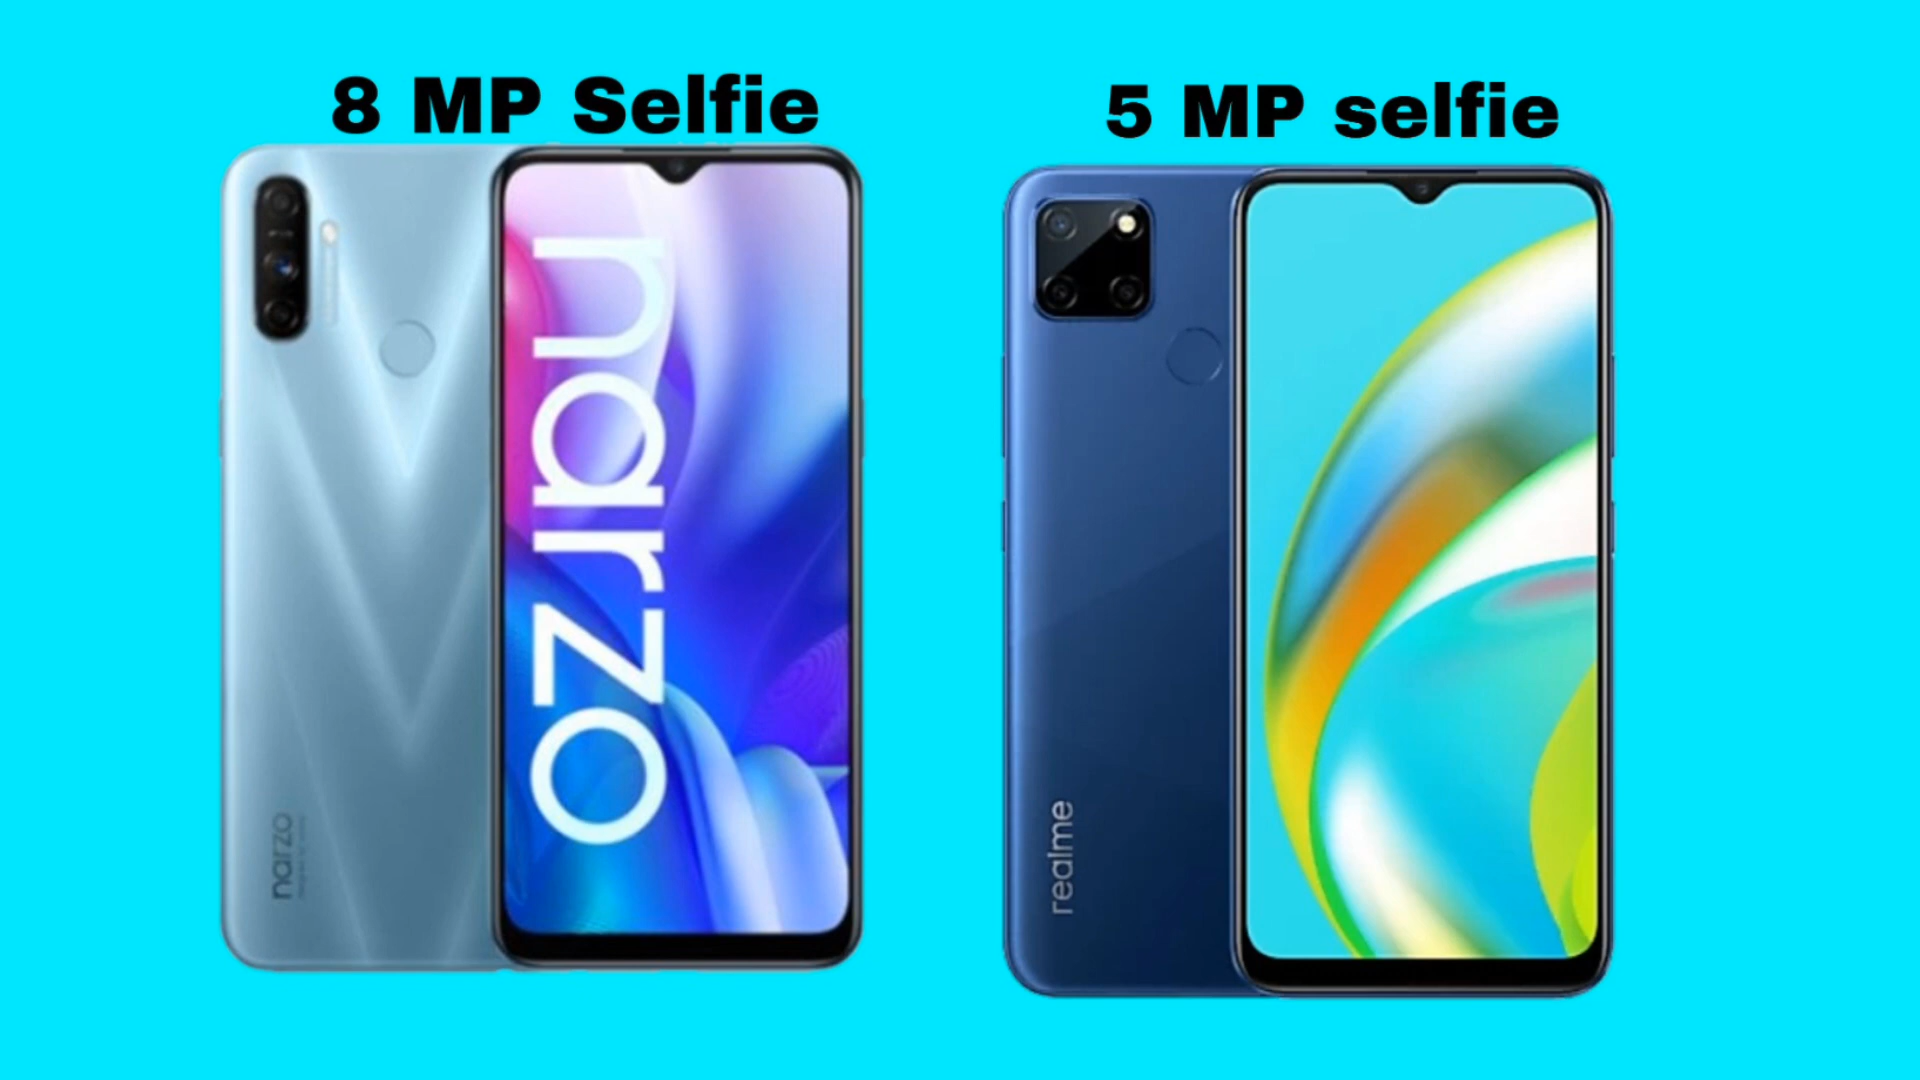 8 MP Selfie
5 MP selfie
narzo
narzo
realme